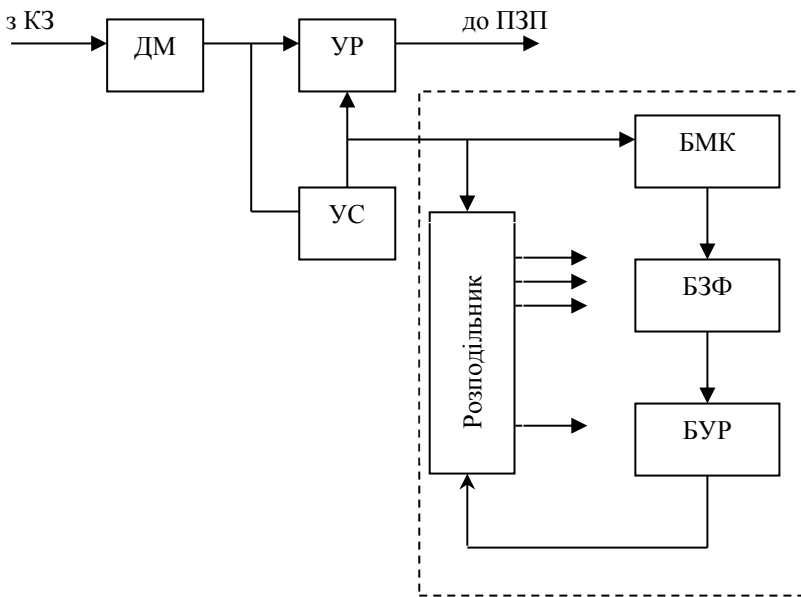 з КЗ
до ПЗП
ДМ
УР
БМК
УС
БЗФ
Розподільник
БУР